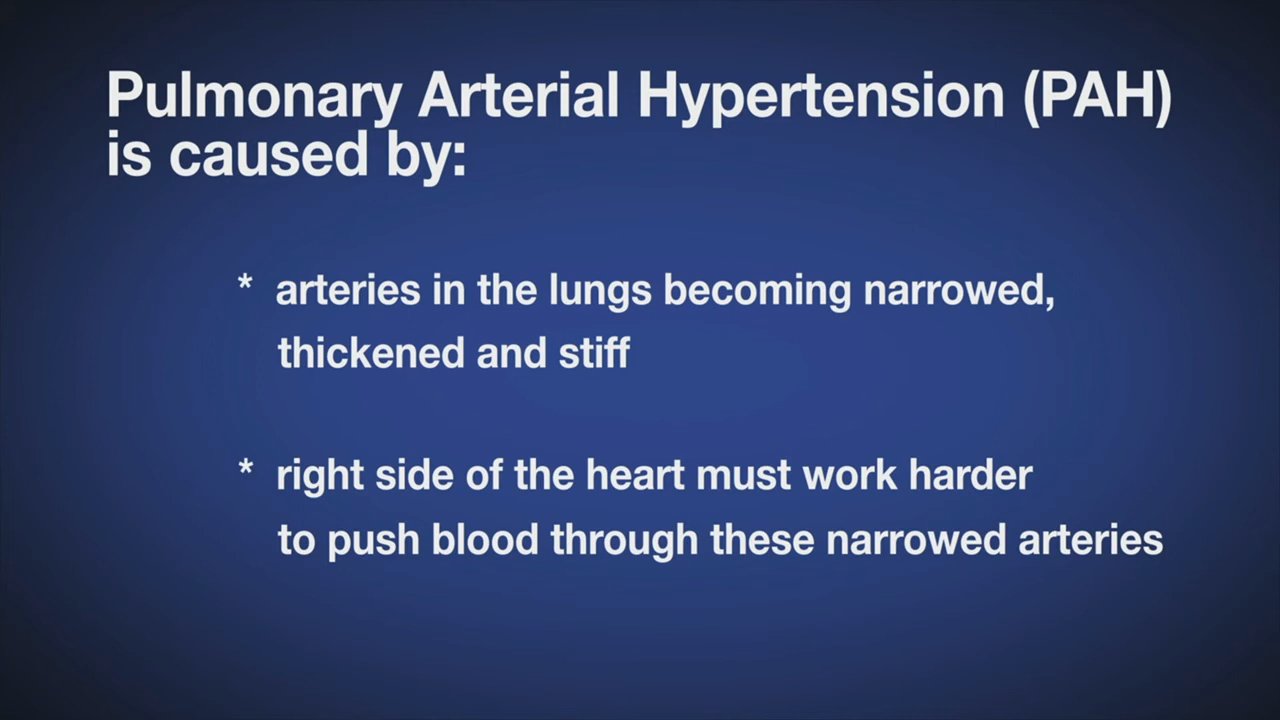 Pulmonary Arterial Hypertension (PAH)
is caused by:
* arteries in the lungs becoming narrowed,
thickened and stiff
* right side of the heart must work harder
to push blood through these narrowed arteries